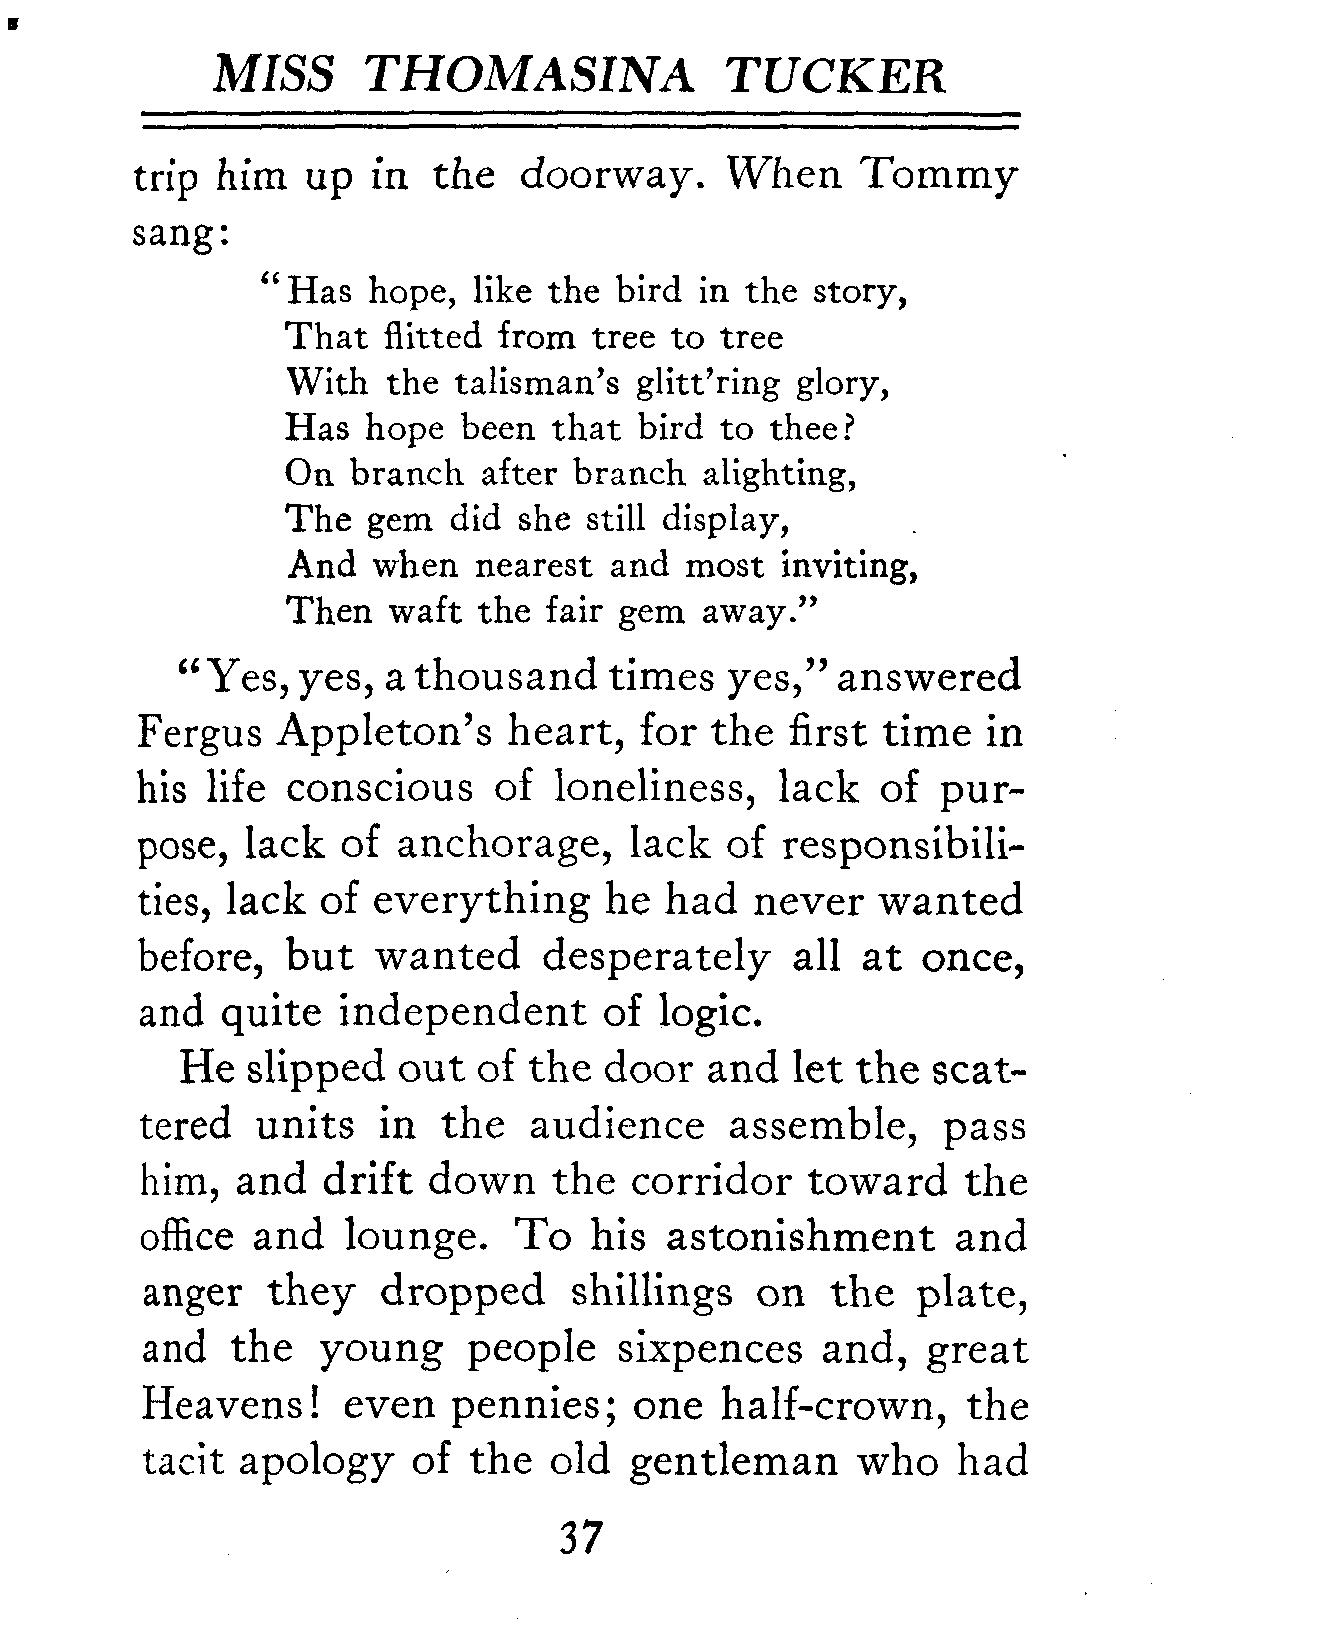 MISS THOMASINA TUCKER
trip him up in the doorway. When Tommy
sang:
“Has hope, like the bird in the story,
That flitted from tree to tree
With the talisman’s glitt’ring glory,
Has hope been that bird to thee?
On branch after branch alighting,
The gem did she still display,
And when nearest and most inviting,
Then waft the fair gem away.”
“Yes, yes, a thousand times yes,” answered
Fergus Appleton’s heart, for the first time in
his life conscious of loneliness, lack of pur-
pose, lack of anchorage, lack of responsibili-
ties, lack of everything he had never wanted
before, but wanted desperately all at once,
and quite independent of logic.
He slipped out of the door and let the scat-
tered units in the audience assemble, pass
him, and drift down the corridor toward the
office and lounge. To his astonishment and
anger they dropped shillings on the plate,
and the young people sixpences and, great
Heavens! even pennies; one half-crown, the
tacit apology of the old gentleman who had
37